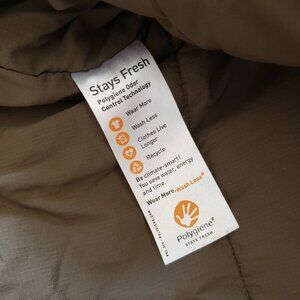 Stays Fresh
Polygiene Odor
Control Technology
Wear More
Wash Less
Clothes Live
Longer
Recycle
Be climate-smart!
You save water, energy
and time.
Wear More. Wash Less®
Polygiene®
STAYS FRESH